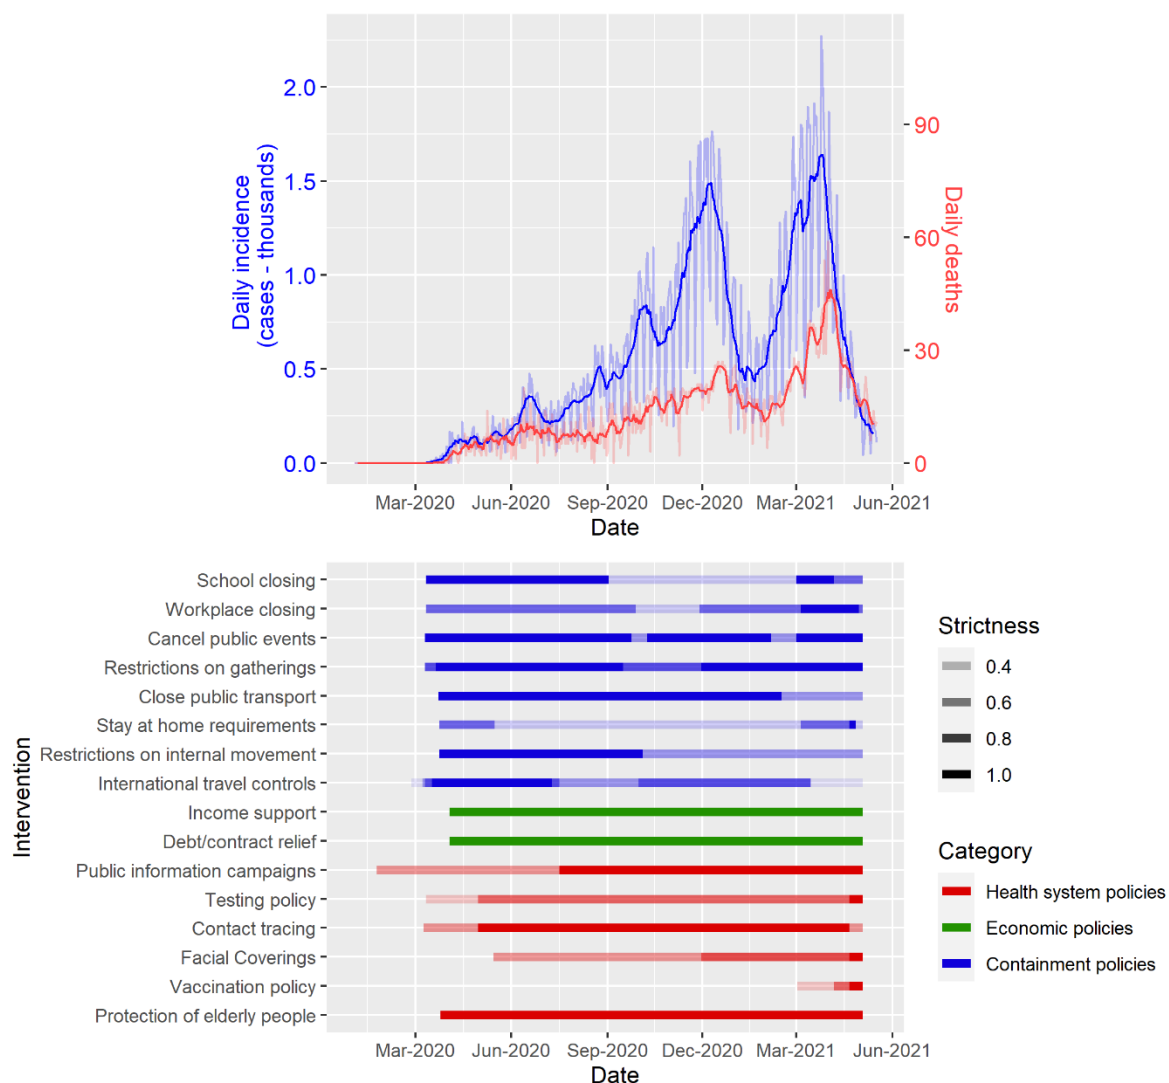 2.0
1.5
1.0
0.5
0.0
Daily incidence
(cases - thousands)
90
60
30
0
Daily deaths
Mar-2020 Jun-2020 Sep-2020 Dec-2020 Mar-2021 Jun-2021
Date
Intervention
School closing
Workplace closing
Cancel public events
Restrictions on gatherings
Close public transport
Stay at home requirements
Restrictions on internal movement
International travel controls
Income support
Debt/contract relief
Public information campaigns
Testing policy
Contact tracing
Facial Coverings
Vaccination policy
Protection of elderly people
Mar-2020 Jun-2020 Sep-2020 Dec-2020 Mar-2021 Jun-2021
Date
Strictness
0.4
0.6
0.8
1.0
Category
Health system policies
Economic policies
Containment policies